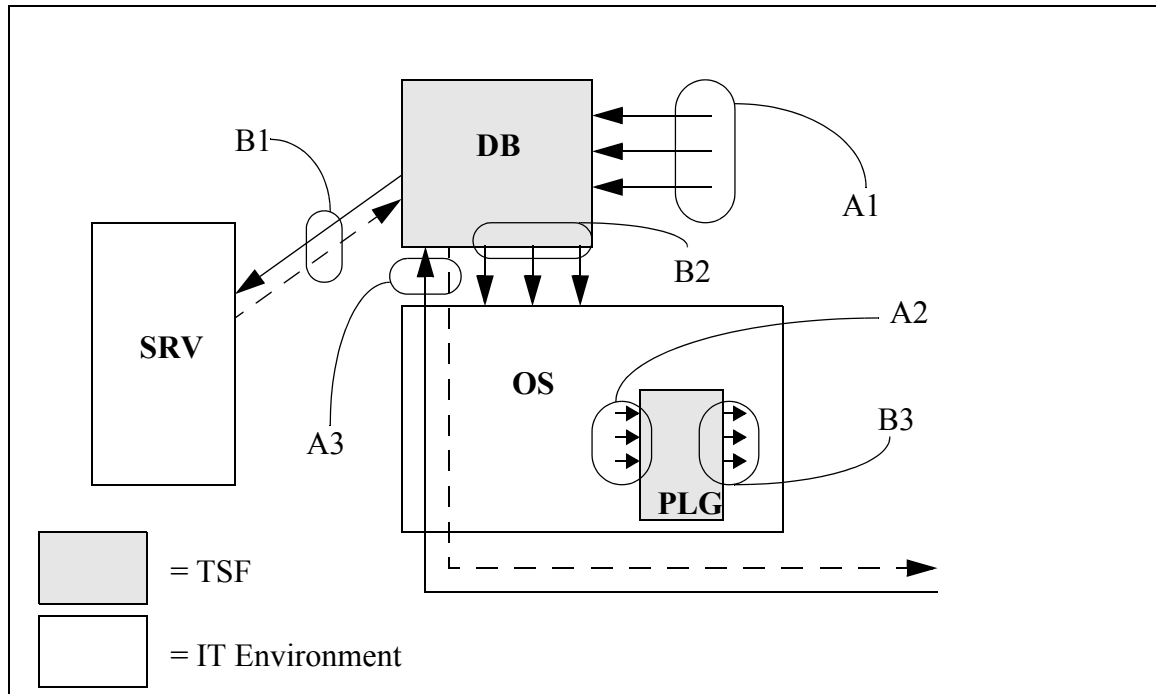 DB
B1
A1
B2
A2
SRV
OS
A3
B3
PLG
= TSF
= IT Environment